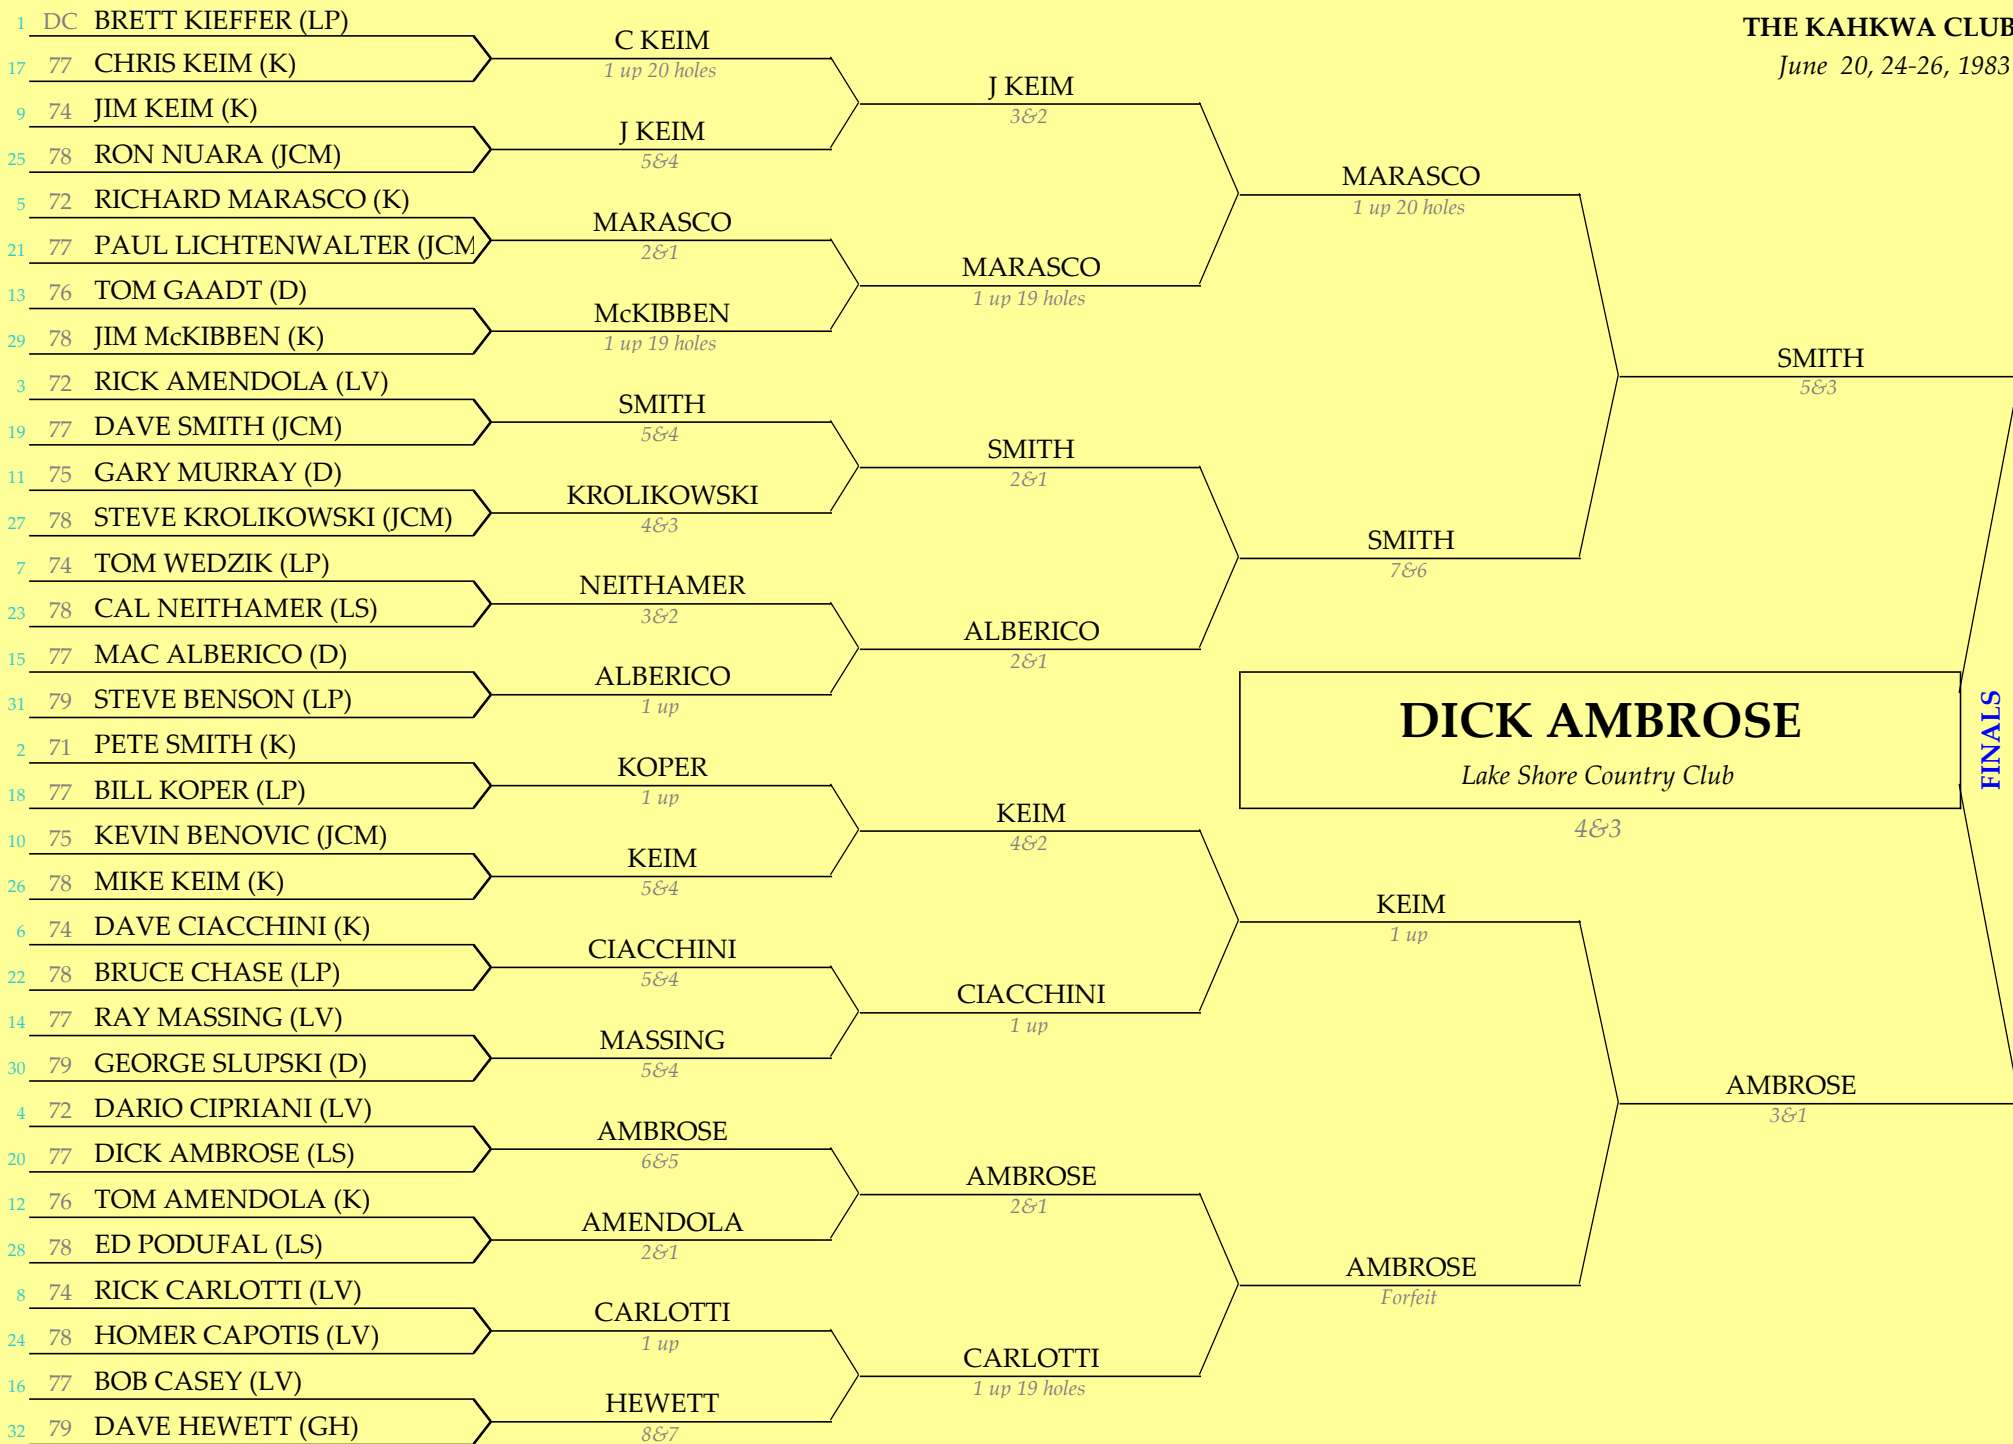 THE KAHKWA CLUB
June 20, 24-26, 1983
1 DC BRETT KIEFFER (LP)
17 77 CHRIS KEIM (K)
9 74 JIM KEIM (K)
25 78 RON NUARA (JCM)
5 72 RICHARD MARASCO (K)
21 77 PAUL LICHTENWALTER (JCM
13 76 TOM GAADT (D)
29 78 JIM McKIBBEN (K)
3 72 RICK AMENDOLA (LV)
19 77 DAVE SMITH (JCM)
11 75 GARY MURRAY (D)
27 78 STEVE KROLIKOWSKI (JCM)
7 74 TOM WEDZIK (LP)
23 78 CAL NEITHAMER (LS)
15 77 MAC ALBERICO (D)
31 79 STEVE BENSON (LP)
2 71 PETE SMITH (K)
18 77 BILL KOPER (LP)
10 75 KEVIN BENOVIC (JCM)
26 78 MIKE KEIM (K)
6 74 DAVE CIACCHINI (K)
22 78 BRUCE CHASE (LP)
14 77 RAY MASSING (LV)
30 79 GEORGE SLUPSKI (D)
4 72 DARIO CIPRIANI (LV)
20 77 DICK AMBROSE (LS)
12 76 TOM AMENDOLA (K)
28 78 ED PODUFAL (LS)
8 74 RICK CARLOTTI (LV)
24 78 HOMER CAPOTIS (LV)
16 77 BOB CASEY (LV)
32 79 DAVE HEWETT (GH)
C KEIM
1 up 20 holes
J KEIM
5&4
MARASCO
2&1
McKIBBEN
1 up 19 holes
SMITH
5&4
KROLIKOWSKI
4&3
NEITHAMER
3&2
ALBERICO
1 up
KOPER
1 up
KEIM
5&4
CIACCHINI
5&4
MASSING
5&4
AMBROSE
6&5
AMENDOLA
2&1
CARLOTTI
1 up
HEWETT
8&7
J KEIM
3&2
MARASCO
1 up 19 holes
SMITH
2&1
ALBERICO
2&1
KEIM
4&2
CIACCHINI
1 up
AMBROSE
2&1
CARLOTTI
1 up 19 holes
MARASCO
1 up 20 holes
SMITH
7&6
KEIM
1 up
AMBROSE
Forfeit
SMITH
5&3
AMBROSE
3&1
DICK AMBROSE
Lake Shore Country Club
4&3
FINALS